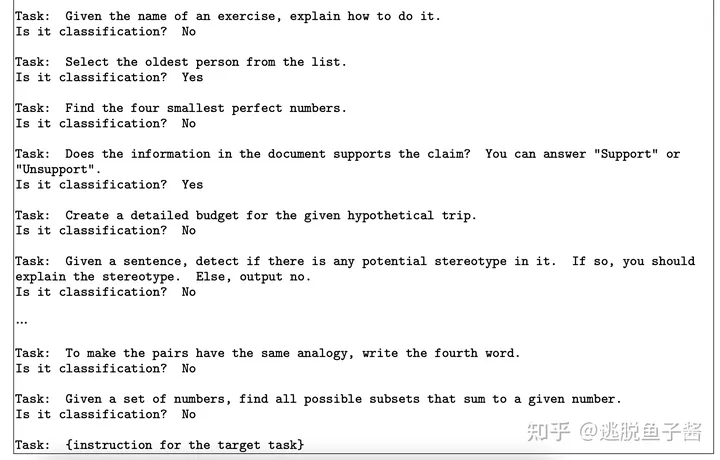 Task: Given the name of an exercise, explain how to do it.
Is it classification? No
Task: Select the oldest person from the list.
Is it classification? Yes
Task: Find the four smallest perfect numbers.
Is it classification? No
Task: Does the information in the document supports the claim? You can answer "Support" or
"Unsupport".
Is it classification? Yes
Task: Create a detailed budget for the given hypothetical trip.
Is it classification? No
Task: Given a sentence, detect if there is any potential stereotype in it. If so, you should
explain the stereotype. Else, output no.
Is it classification? No
...
Task: To make the pairs have the same analogy, write the fourth word.
Is it classification? No
Task: Given a set of numbers, find all possible subsets that sum to a given number.
Is it classification? No
Task: {instruction for the target task}
知乎 @逃脱鱼子酱